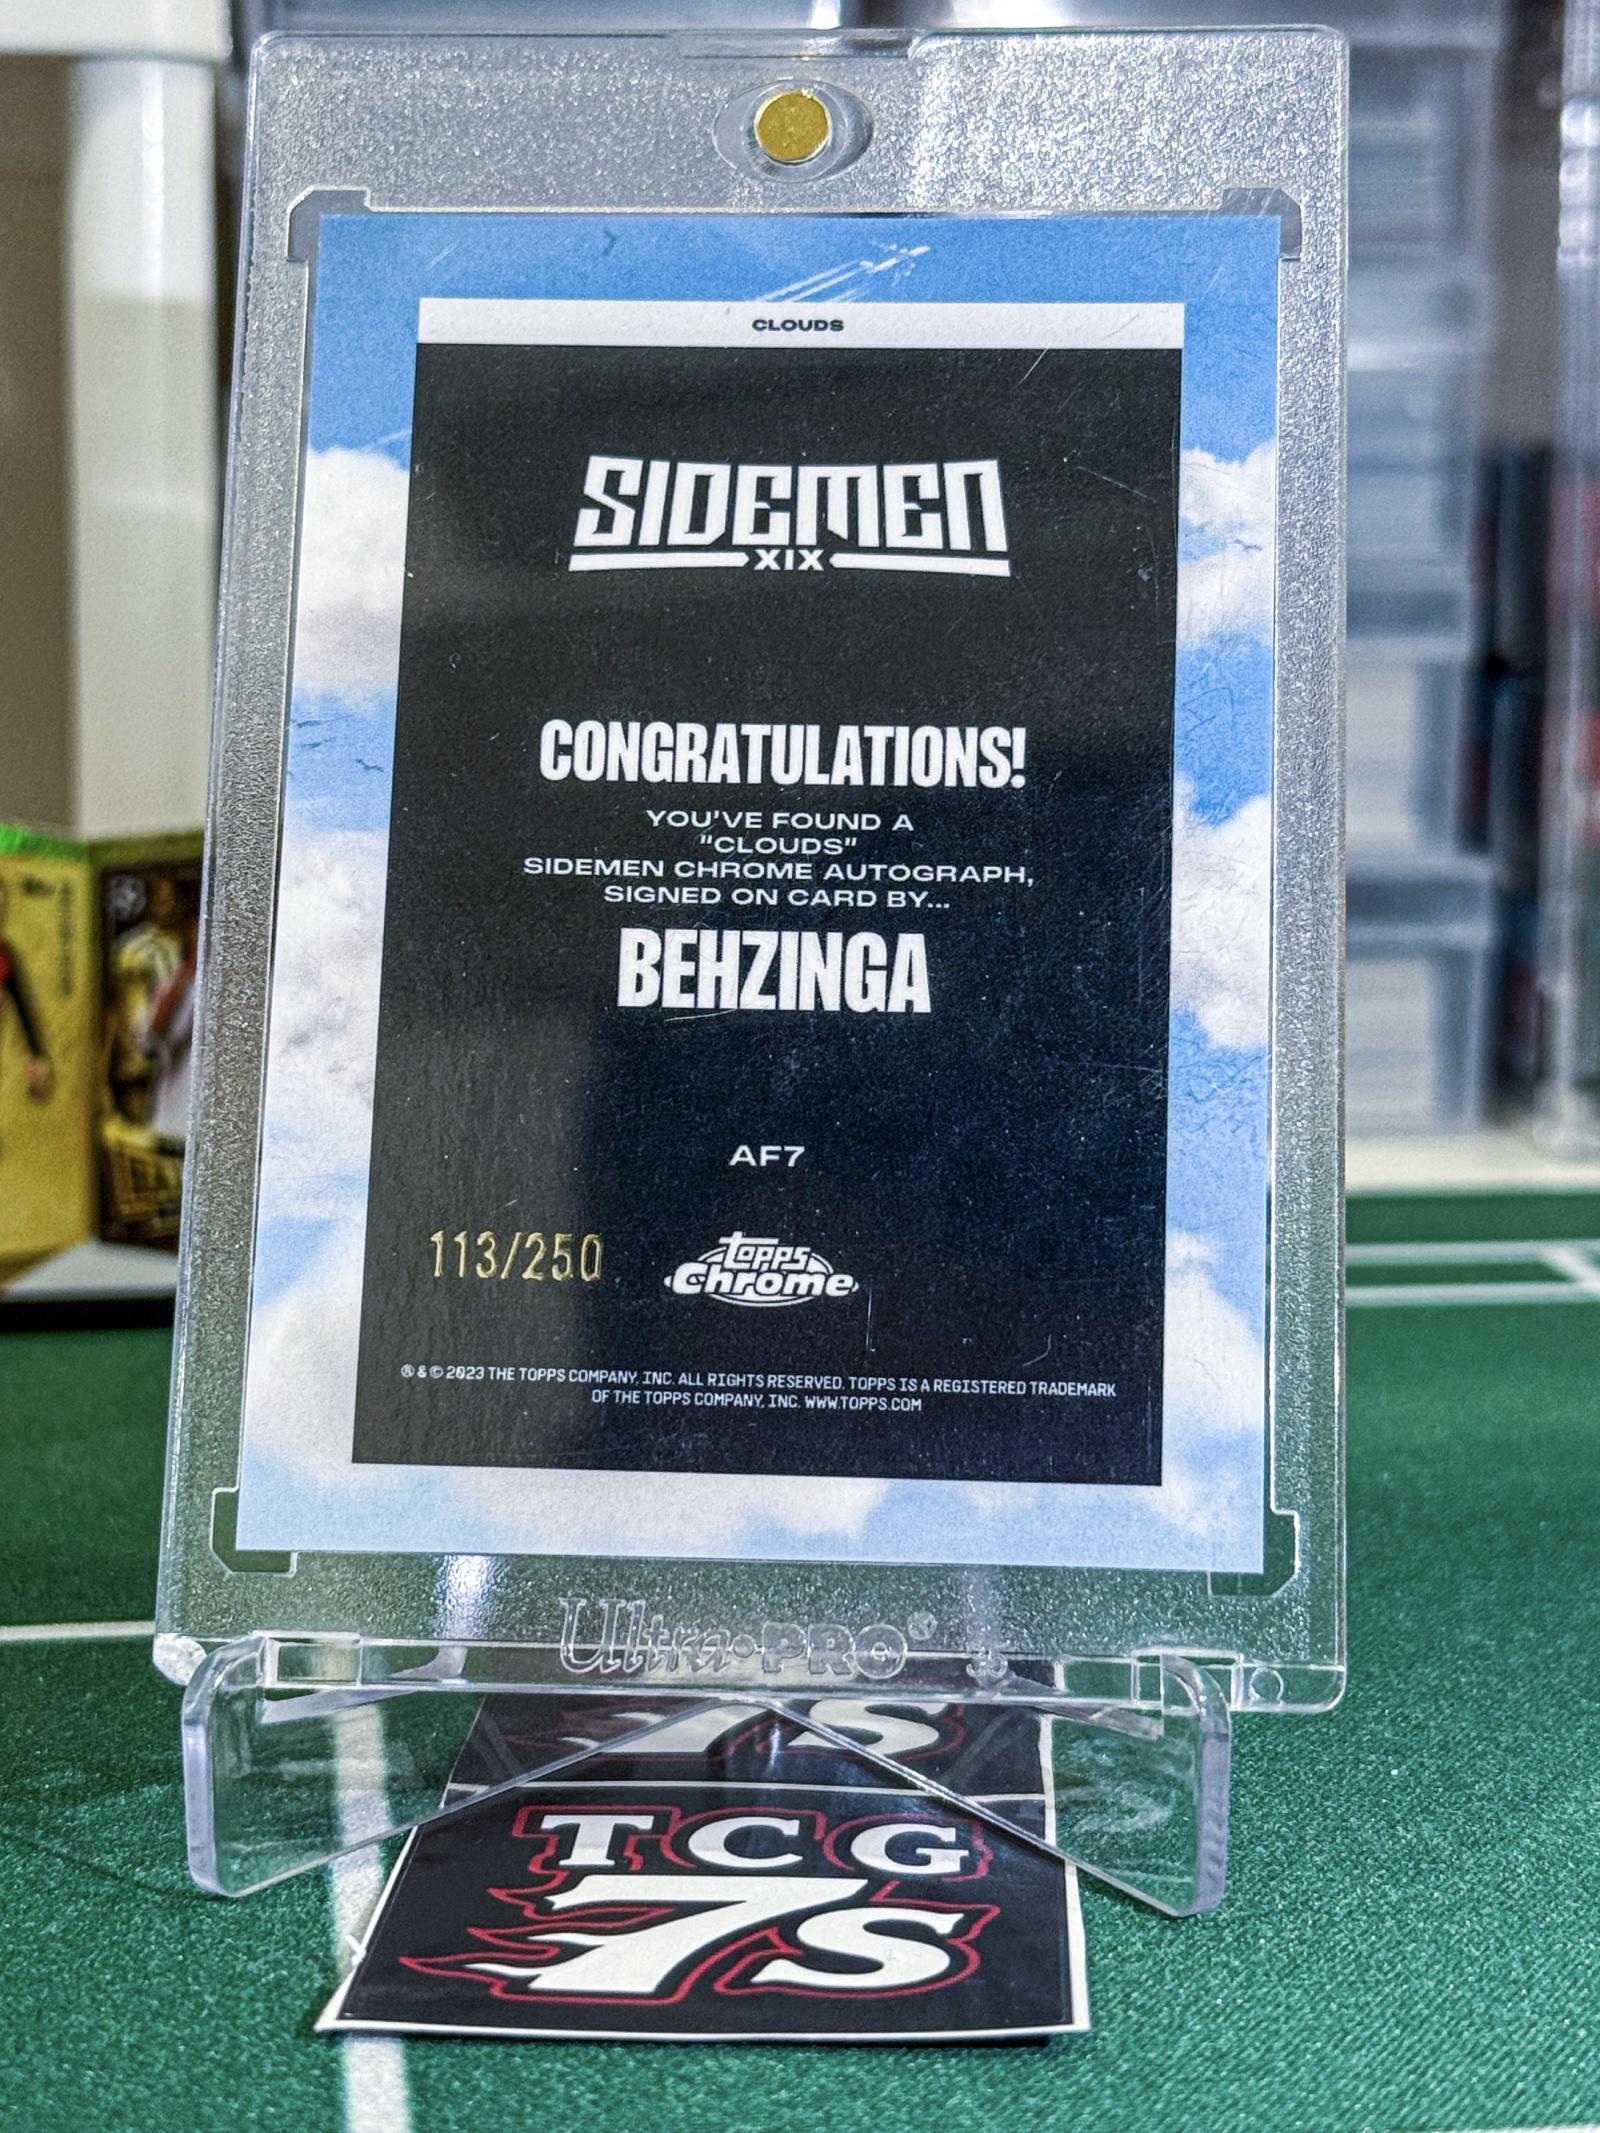 CLOUDS
SIDEMEN
XIX
CONGRATULATIONS!
YOU'VE FOUND A
"CLOUDS"
SIDEMEN CHROME AUTOGRAPH,
SIGNED ON CARD BY...
BEHZINGA
AF7
113/250
topps
Chrome
® & © 2023 THE TOPPS COMPANY, INC. ALL RIGHTS RESERVED. TOPPS IS A REGISTERED TRADEMARK
OF THE TOPPS COMPANY, INC. WWW.TOPPS.COM
Ultra·PRO®
7S
TCG
7S